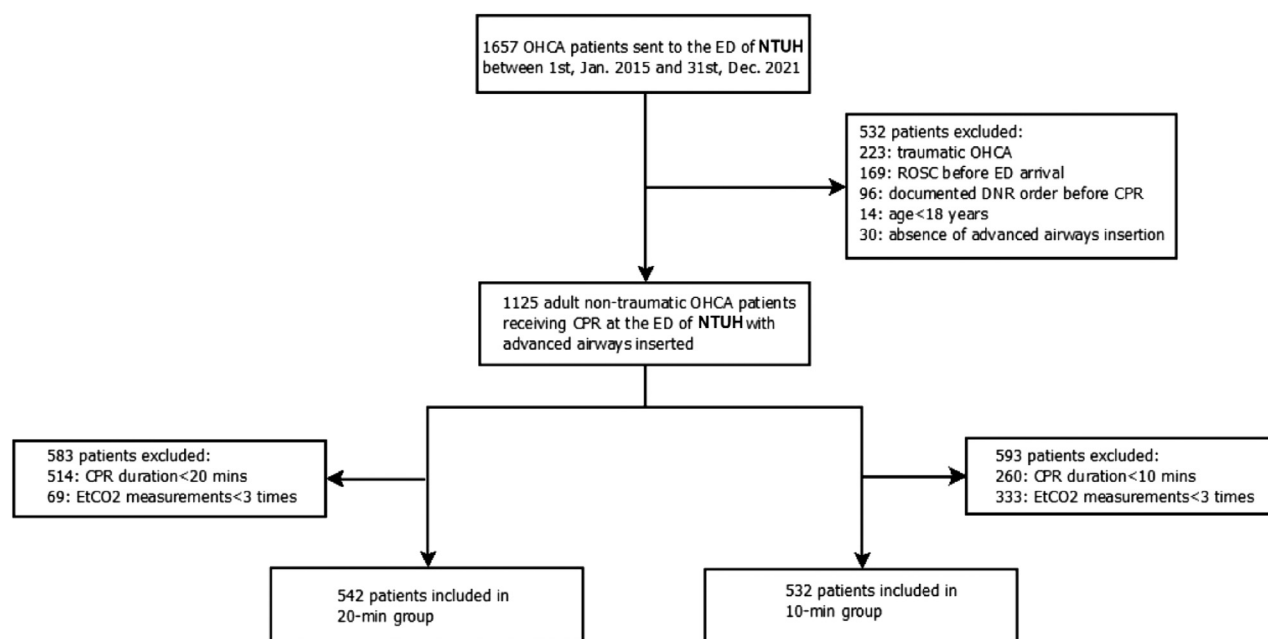 1657 OHCA patients sent to the ED of NTUH
between 1st, Jan. 2015 and 31st, Dec. 2021
532 patients excluded:
223: traumatic OHCA
169: ROSC before ED arrival
96: documented DNR order before CPR
14: age<18 years
30: absence of advanced airways insertion
1125 adult non-traumatic OHCA patients
receiving CPR at the ED of NTUH with
advanced airways inserted
583 patients excluded:
514: CPR duration<20 mins
69: EtCO2 measurements<3 times
593 patients excluded:
260: CPR duration<10 mins
333: EtCO2 measurements<3 times
542 patients included in
20-min group
532 patients included in
10-min group